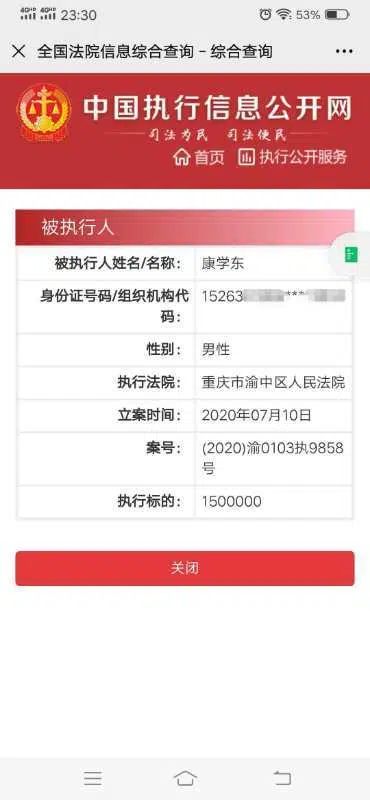 23:30
53%
全国法院信息综合查询 - 综合查询
中国执行信息公开网
司法为民 司法便民
首页 执行公开服务
被执行人
被执行人姓名/名称： 康学东
身份证号码/组织机构代 15263 ***
码：
性别： 男性
执行法院： 重庆市渝中区人民法院
立案时间： 2020年07月10日
案号： (2020)渝0103执9858
号
执行标的： 1500000
关闭